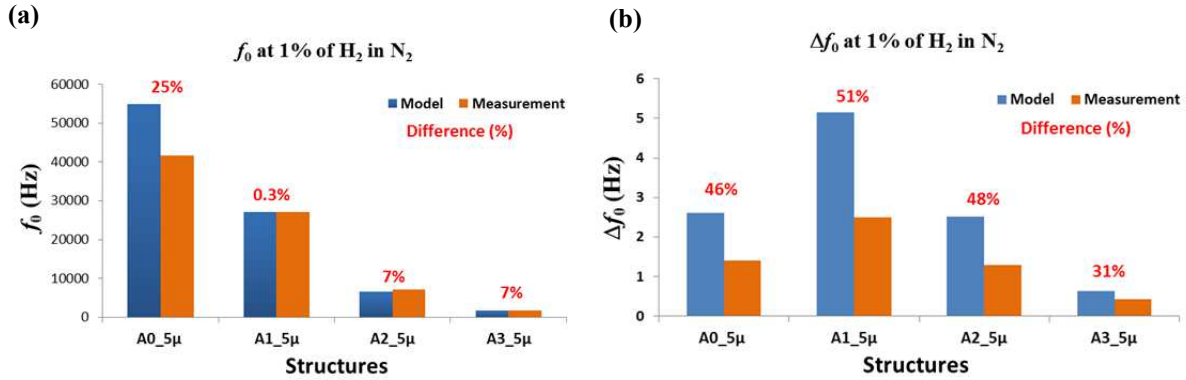 (a)
f₀ at 1% of H₂ in N₂
60000
50000
40000
30000
20000
10000
0
f₀ (Hz)
25%
0.3%
7%
7%
Model Measurement
Difference (%)
A0_5µ A1_5µ A2_5µ A3_5µ
Structures
(b)
Δf₀ at 1% of H₂ in N₂
6
5
4
3
2
1
0
Δf₀ (Hz)
46%
51%
48%
31%
Model Measurement
Difference (%)
A0_5µ A1_5µ A2_5µ A3_5µ
Structures